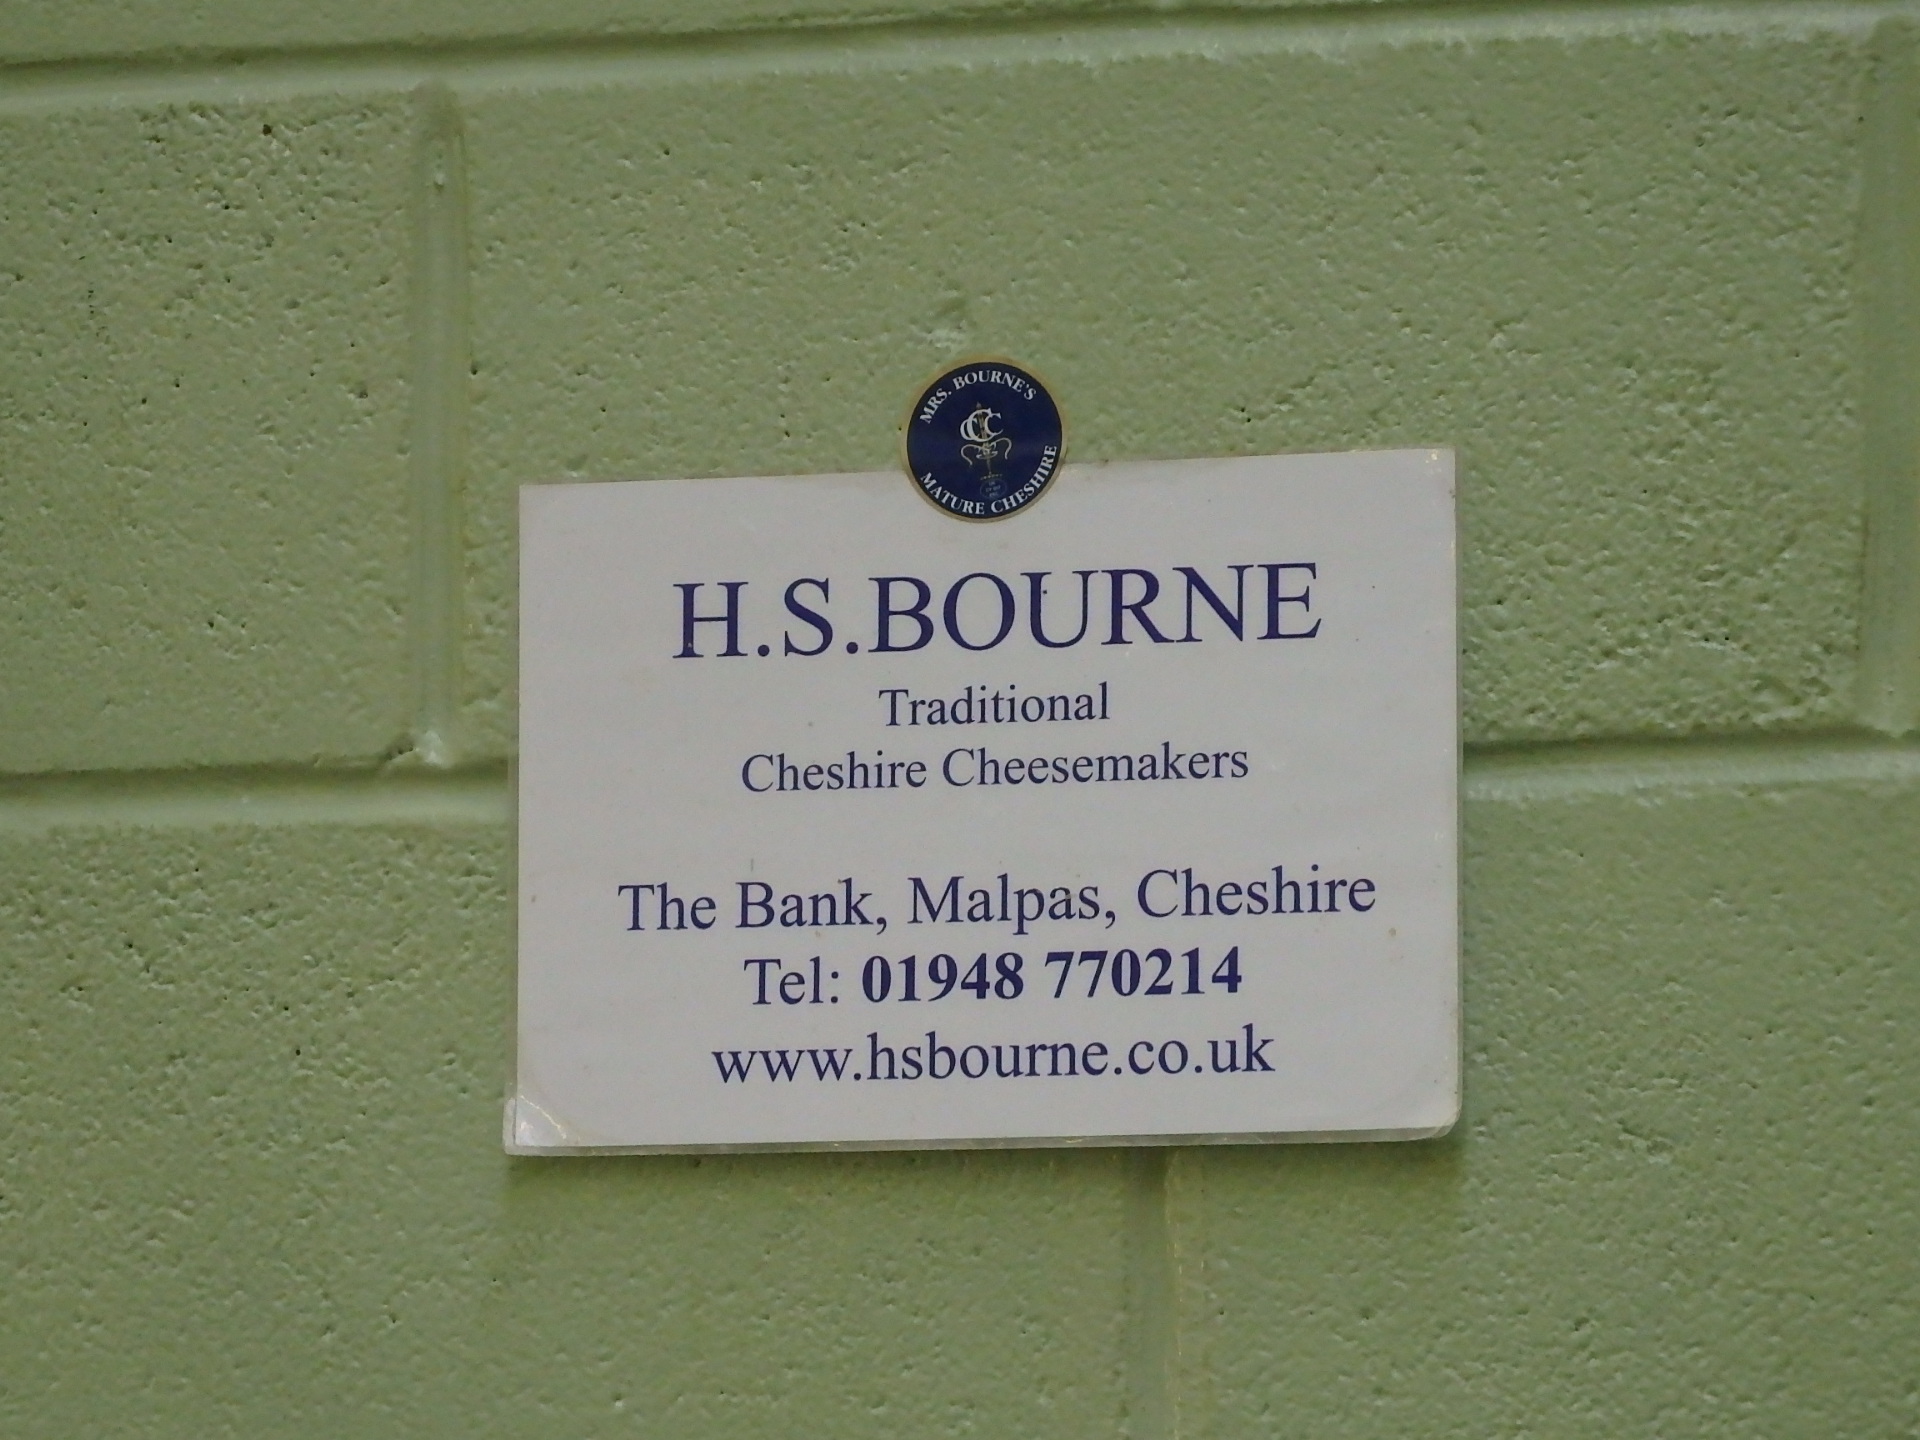 MRS. BOURNE'S
CCC
MATURE CHESHIRE
H.S.BOURNE
Traditional
Cheshire Cheesemakers
The Bank, Malpas, Cheshire
Tel: 01948 770214
www.hsbourne.co.uk